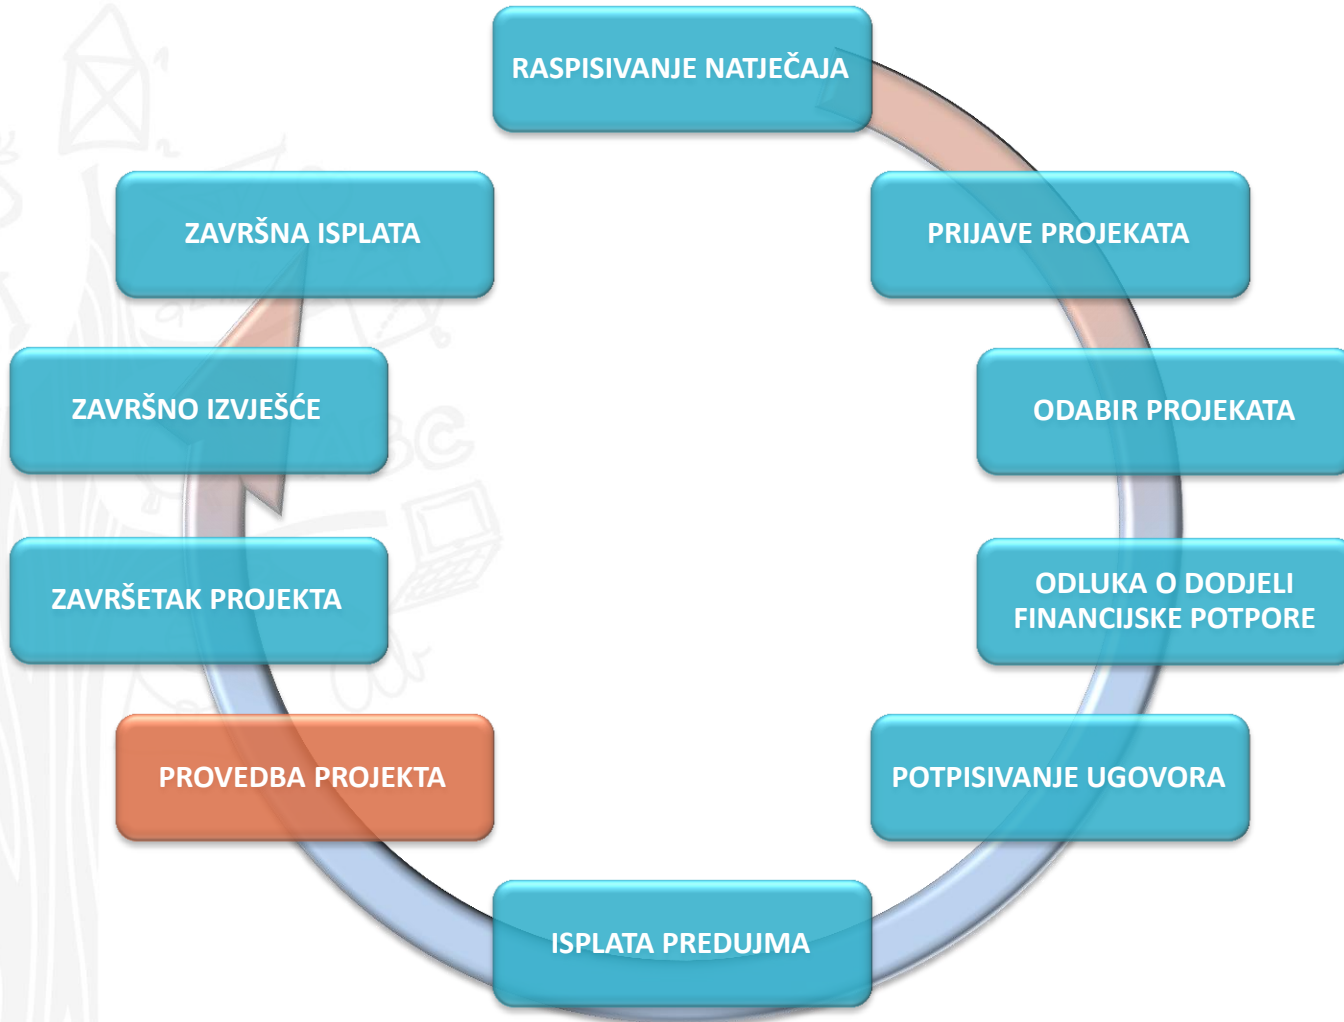 RASPISIVANJE NATJEČAJA
PRIJAVE PROJEKATA
ODABIR PROJEKATA
ODLUKA O DODJELI
FINANCIJSKE POTPORE
POTPISIVANJE UGOVORA
ISPLATA PREDUJMA
PROVEDBA PROJEKTA
ZAVRŠETAK PROJEKTA
ZAVRŠNO IZVJEŠĆE
ZAVRŠNA ISPLATA